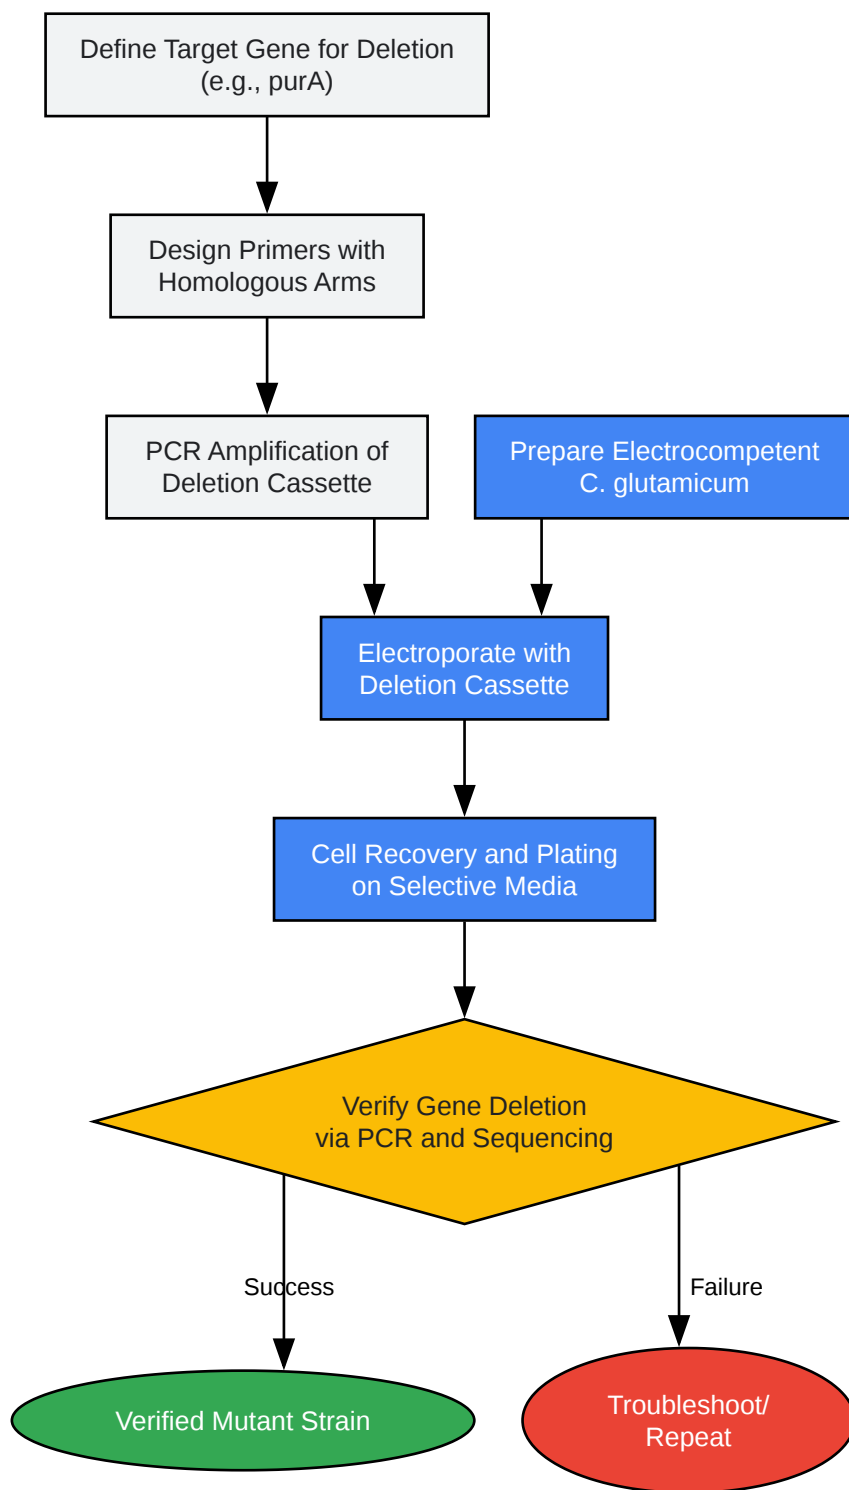 Define Target Gene for Deletion
(e.g., purA)
Design Primers with
Homologous Arms
PCR Amplification of
Deletion Cassette
Prepare Electrocompetent
C. glutamicum
Electroporate with
Deletion Cassette
Cell Recovery and Plating
on Selective Media
Verify Gene Deletion
via PCR and Sequencing
Success
Failure
Verified Mutant Strain
Troubleshoot/
Repeat